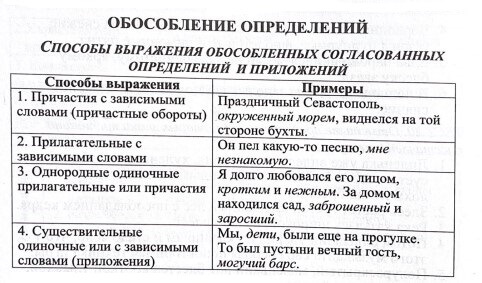 ОБОСОБЛЕНИЕ ОПРЕДЕЛЕНИЙ
СПОСОБЫ ВЫРАЖЕНИЯ ОБОСОБЛЕННЫХ СОГЛАСОВАННЫХ
ОПРЕДЕЛЕНИЙ И ПРИЛОЖЕНИЙ
Способы выражения
Примеры
1. Причастия с зависимыми
словами (причастные обороты)
Праздничный Севастополь,
окруженный морем, виднелся на той
стороне бухты.
2. Прилагательные с
зависимыми словами
Он пел какую-то песню, мне
незнакомую.
3. Однородные одиночные
прилагательные или причастия
Я долго любовался его лицом,
кротким и нежным. За домом
находился сад, заброшенный и
заросший.
4. Существительные
одиночные или с зависимыми
словами (приложения)
Мы, дети, были еще на прогулке.
То был пустыни вечный гость,
могучий барс.